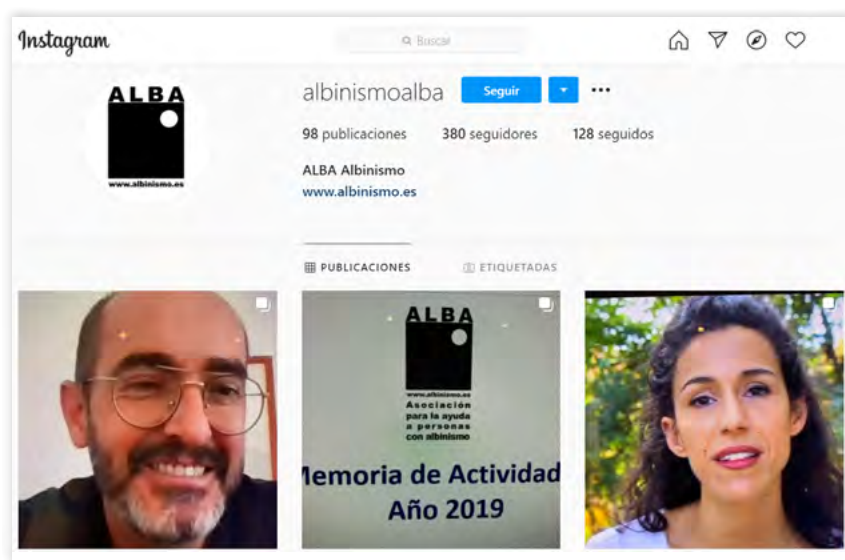 Instagram
Buscar
ALBA
www.albinismo.es
albinismoalba Seguir
98 publicaciones 380 seguidores 128 seguidos
ALBA Albinismo
www.albinismo.es
PUBLICACIONES ETIQUETADAS
ALBA
www.albinismo.es
Asociación
para la ayuda
a personas
con albinismo
Memoria de Actividad
Año 2019